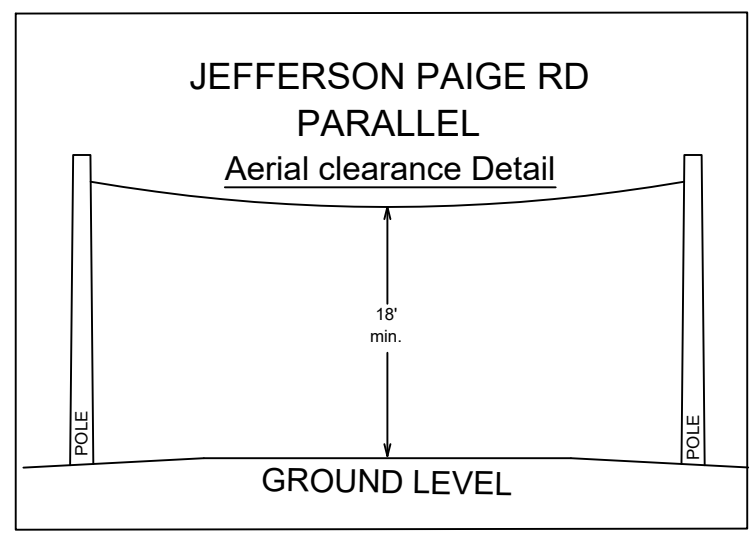 JEFFERSON PAIGE RD
PARALLEL
Aerial clearance Detail
18'
min.
POLE
POLE
GROUND LEVEL